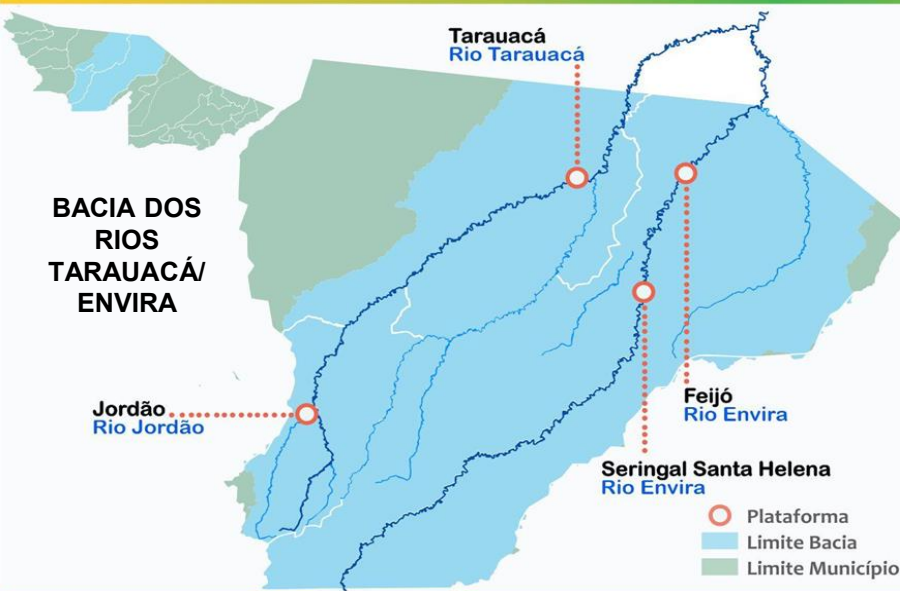 Tarauacá
Rio Tarauacá
BACIA DOS
RIOS
TARAUACÁ/
ENVIRA
Jordão
Rio Jordão
Feijó
Rio Envira
Seringal Santa Helena
Rio Envira
Plataforma
Limite Bacia
Limite Município